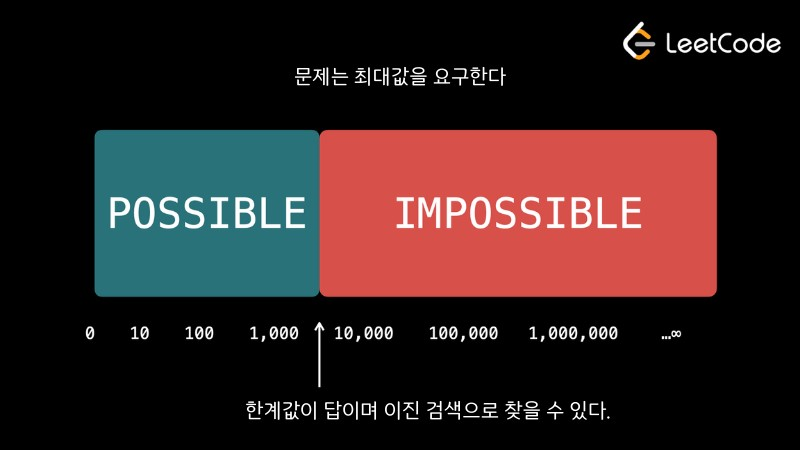 LeetCode
문제는 최대값을 요구한다
POSSIBLE IMPOSSIBLE
0 10 100 1,000 10,000 100,000 1,000,000 …∞
한계값이 답이며 이진 검색으로 찾을 수 있다.